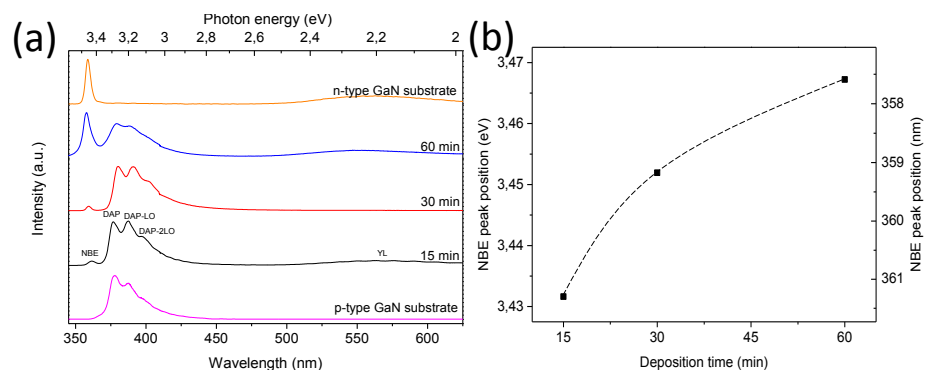 (a)
Photon energy (eV)
3,4 3,2 3 2,8 2,6 2,4 2,2 2
n-type GaN substrate
60 min
30 min
DAP DAP-LO
DAP-2LO
NBE YL
15 min
p-type GaN substrate
Intensity (a.u.)
350 400 450 500 550 600
Wavelength (nm)
(b)
3,47
3,46
3,45
3,44
3,43
NBE peak position (eV)
358
359
360
361
NBE peak position (nm)
15 30 45 60
Deposition time (min)